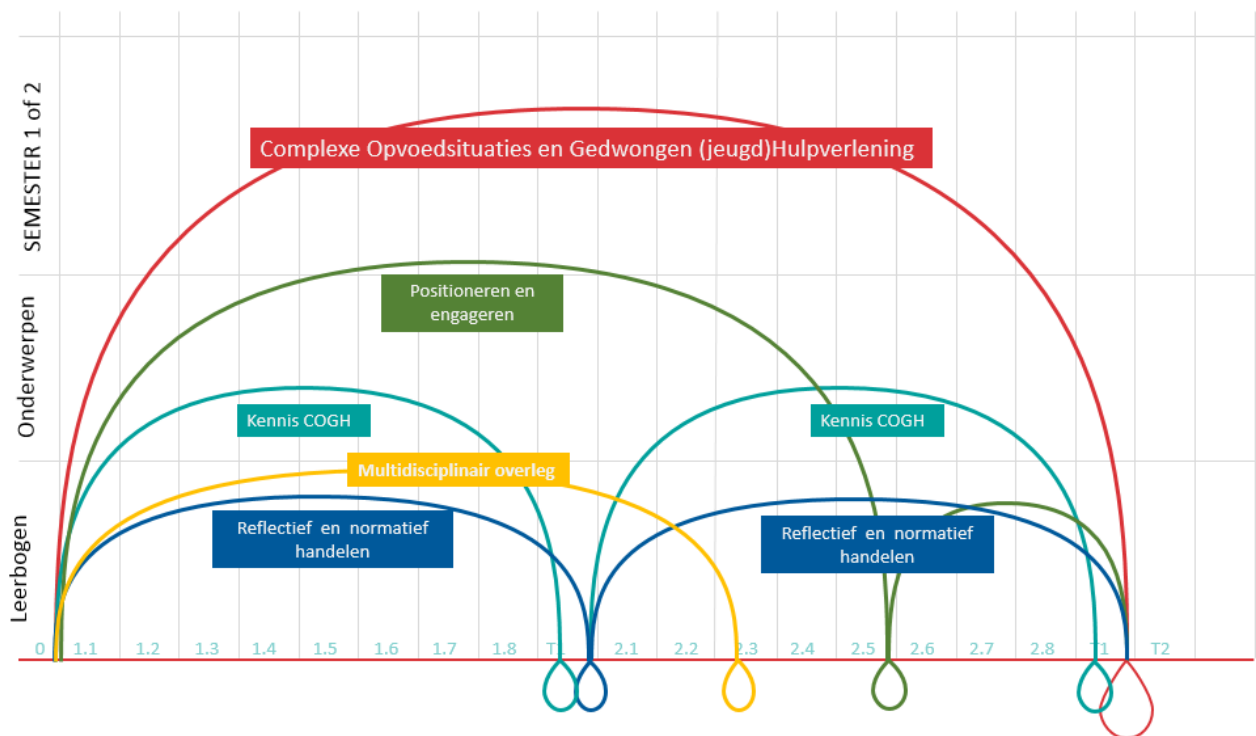 SEMESTER 1 of 2
Complexe Opvoedsituaties en Gedwongen (jeugd)Hulpverlening
Onderwerpen
Positioneren en
engageren
Kennis COGH
Kennis COGH
Multidisciplinair overleg
Leerbogen
Reflectief en normatief
handelen
Reflectief en normatief
handelen
0 1.1 1.2 1.3 1.4 1.5 1.6 1.7 1.8 T1 2.1 2.2 2.3 2.4 2.5 2.6 2.7 2.8 T1 T2